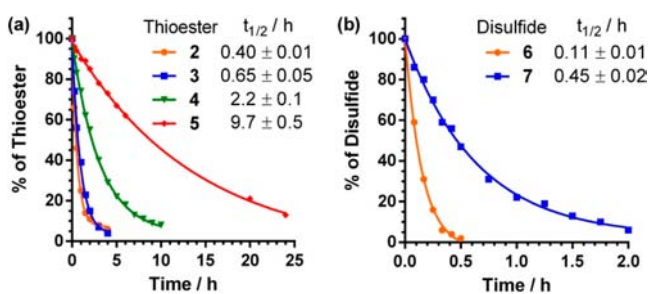 (a)
Thioester t1/2 / h
2 0.40 ± 0.01
3 0.65 ± 0.05
4 2.2 ± 0.1
5 9.7 ± 0.5
% of Thioester
100
80
60
40
20
0
0 5 10 15 20 25
Time / h
(b)
Disulfide t1/2 / h
6 0.11 ± 0.01
7 0.45 ± 0.02
% of Disulfide
100
80
60
40
20
0
0.0 0.5 1.0 1.5 2.0
Time / h